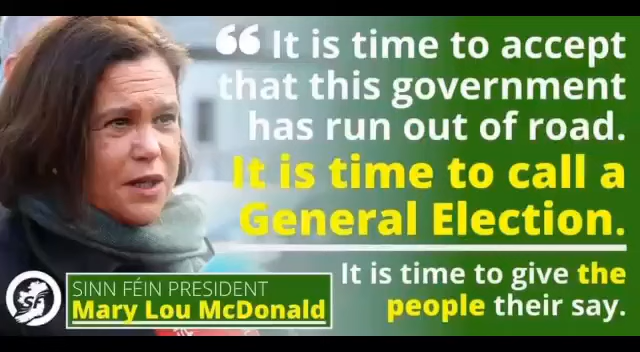 “ It is time to accept
that this government
has run out of road.
It is time to call a
General Election.
It is time to give the
people their say.
SF
SINN FÉIN PRESIDENT
Mary Lou McDonald